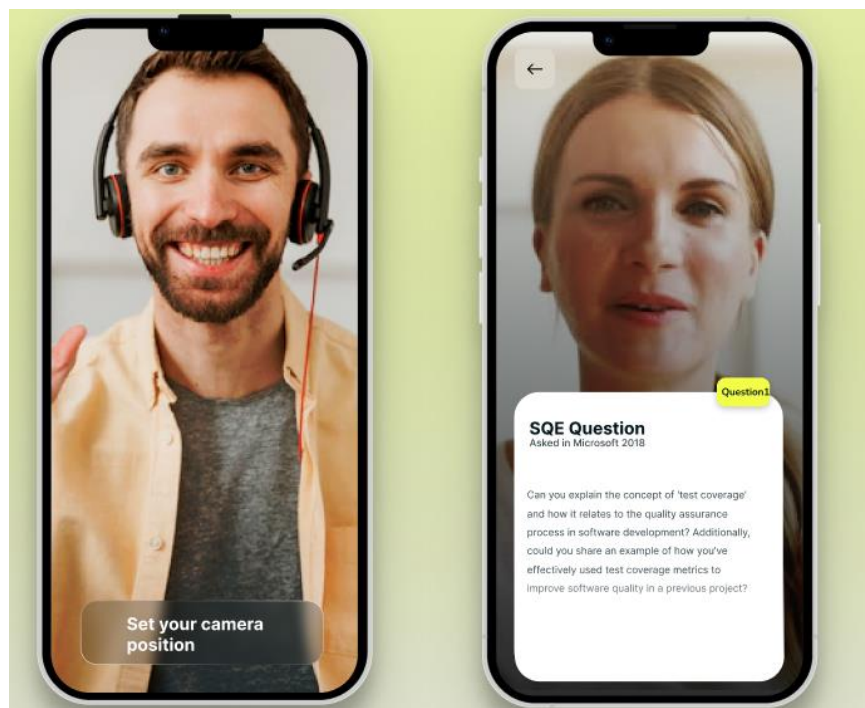 Set your camera
position
Question1
SQE Question
Asked in Microsoft 2018
Can you explain the concept of 'test coverage'
and how it relates to the quality assurance
process in software development? Additionally,
could you share an example of how you've
effectively used test coverage metrics to
improve software quality in a previous project?